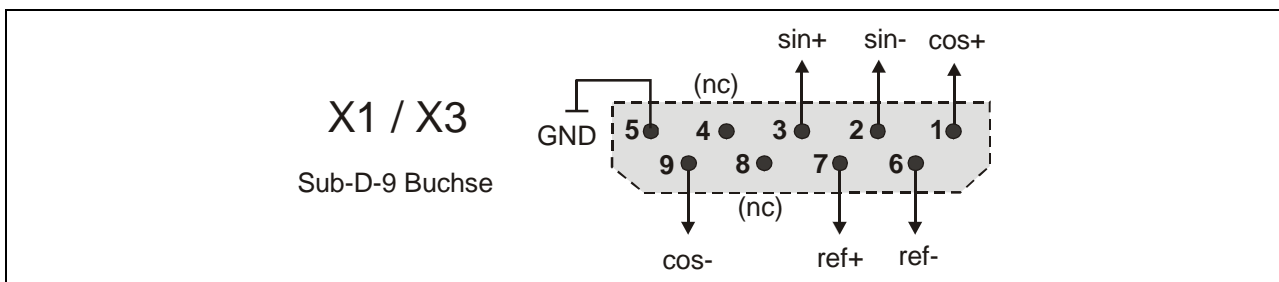 sin+ sin- cos+
(nc)
X1 / X3
GND
5 4 3 2 1
9 8 7 6
Sub-D-9 Buchse
(nc)
cos- ref+ ref-